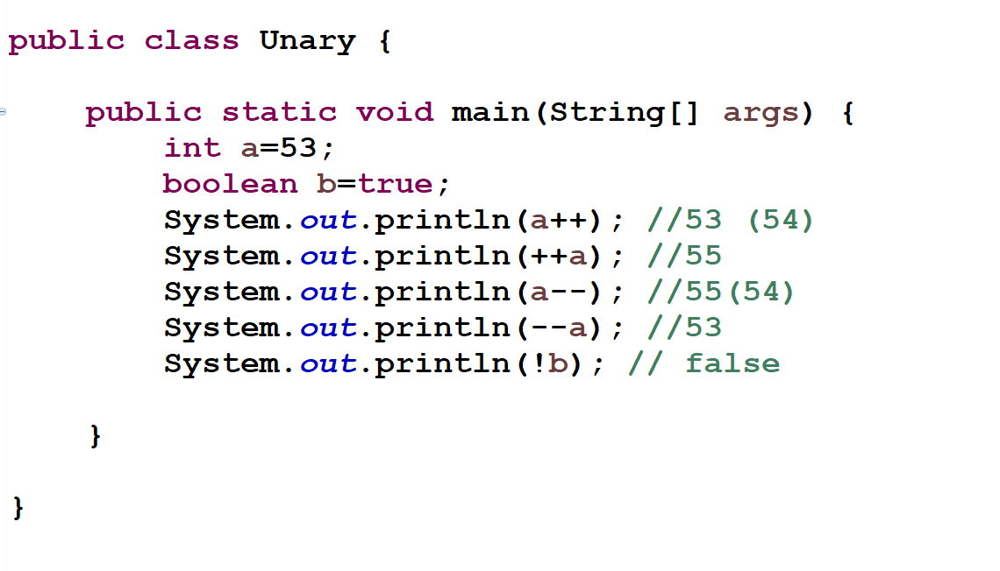 public class Unary {
public static void main(String[] args) {
int a=53;
boolean b=true;
System.out.println(a++); //53 (54)
System.out.println(++a); //55
System.out.println(a--); //55(54)
System.out.println(--a); //53
System.out.println(!b); // false
}
}